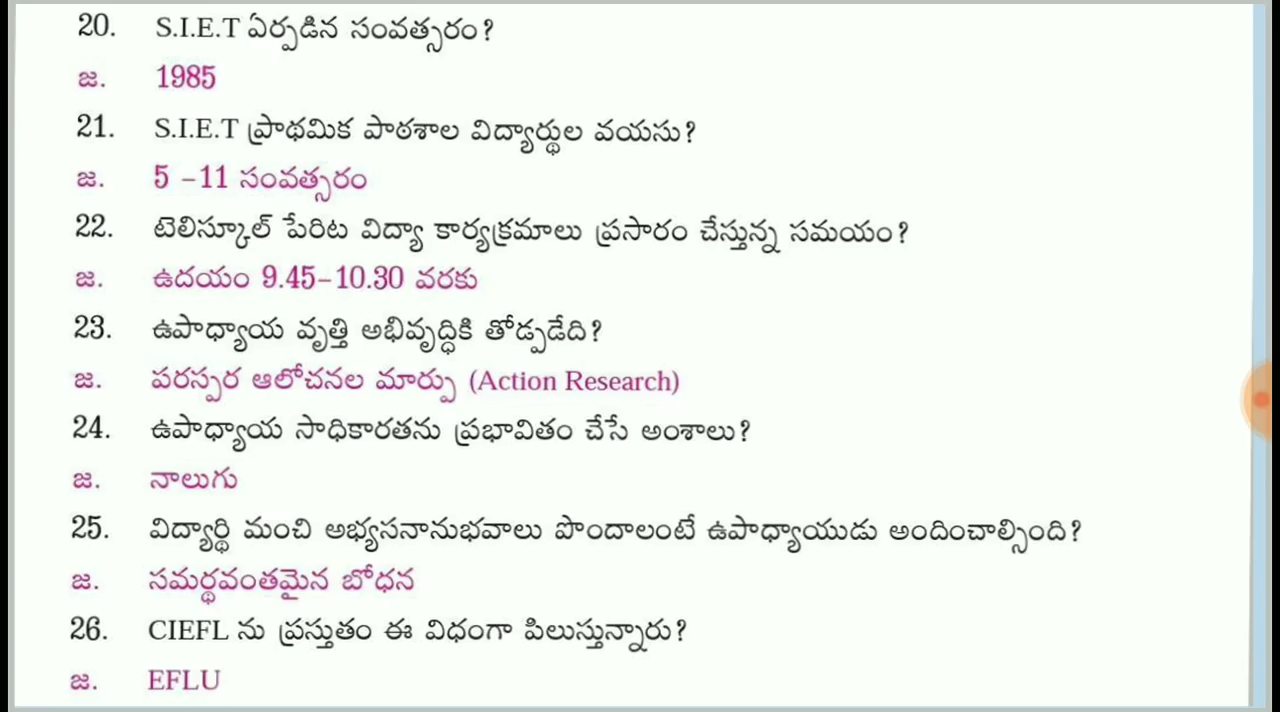 20. S.I.E.T ఏర్పడిన సంవత్సరం?
జ. 1985
21. S.I.E.T ప్రాథమిక పాఠశాల విద్యార్థుల వయసు?
జ. 5 –11 సంవత్సరం
22. టెలిస్కూల్ పేరిట విద్యా కార్యక్రమాలు ప్రసారం చేస్తున్న సమయం?
జ. ఉదయం 9.45–10.30 వరకు
23. ఉపాధ్యాయ వృత్తి అభివృద్ధికి తోడ్పడేది?
జ. పరస్పర ఆలోచనల మార్పు (Action Research)
24. ఉపాధ్యాయ సాధికారతను ప్రభావితం చేసే అంశాలు?
జ. నాలుగు
25. విద్యార్థి మంచి అభ్యసనానుభవాలు పొందాలంటే ఉపాధ్యాయుడు అందించాల్సింది?
జ. సమర్థవంతమైన బోధన
26. CIEFL ను ప్రస్తుతం ఈ విధంగా పిలుస్తున్నారు?
జ. EFLU